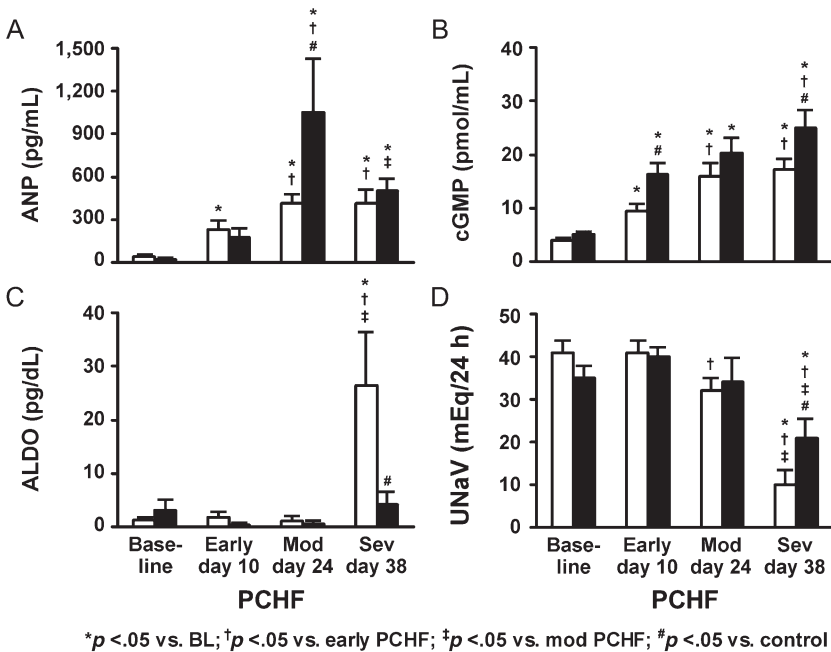 A
ANP (pg/mL)
1,500
1,200
900
600
300
0
*
*
†
*
†
#
*
†
*
‡
B
cGMP (pmol/mL)
40
30
20
10
0
*
*
#
*
†
*
*
†
*
†
#
C
ALDO (pg/dL)
40
30
20
10
0
*
†
‡
#
Base-
line
Early
day 10
Mod
day 24
Sev
day 38
PCHF
D
UNaV (mEq/24 h)
50
40
30
20
10
0
†
*
†
‡
*
†
‡
#
Base-
line
Early
day 10
Mod
day 24
Sev
day 38
PCHF
*p <.05 vs. BL; †p <.05 vs. early PCHF; ‡p <.05 vs. mod PCHF; #p <.05 vs. control